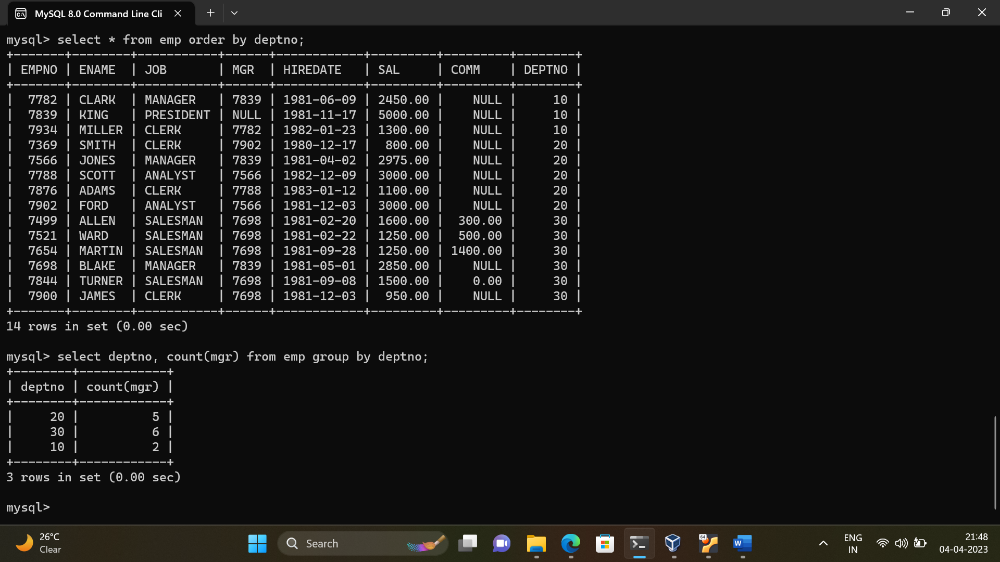 MySQL 8.0 Command Line Cli
mysql> select * from emp order by deptno;
+-------+--------+-----------+------+------------+---------+---------+--------+
| EMPNO | ENAME  | JOB       | MGR  | HIREDATE   | SAL     | COMM    | DEPTNO |
+-------+--------+-----------+------+------------+---------+---------+--------+
|  7782 | CLARK  | MANAGER   | 7839 | 1981-06-09 | 2450.00 |    NULL |     10 |
|  7839 | KING   | PRESIDENT | NULL | 1981-11-17 | 5000.00 |    NULL |     10 |
|  7934 | MILLER | CLERK     | 7782 | 1982-01-23 | 1300.00 |    NULL |     10 |
|  7369 | SMITH  | CLERK     | 7902 | 1980-12-17 |  800.00 |    NULL |     20 |
|  7566 | JONES  | MANAGER   | 7839 | 1981-04-02 | 2975.00 |    NULL |     20 |
|  7788 | SCOTT  | ANALYST   | 7566 | 1982-12-09 | 3000.00 |    NULL |     20 |
|  7876 | ADAMS  | CLERK     | 7788 | 1983-01-12 | 1100.00 |    NULL |     20 |
|  7902 | FORD   | ANALYST   | 7566 | 1981-12-03 | 3000.00 |    NULL |     20 |
|  7499 | ALLEN  | SALESMAN  | 7698 | 1981-02-20 | 1600.00 |  300.00 |     30 |
|  7521 | WARD   | SALESMAN  | 7698 | 1981-02-22 | 1250.00 |  500.00 |     30 |
|  7654 | MARTIN | SALESMAN  | 7698 | 1981-09-28 | 1250.00 | 1400.00 |     30 |
|  7698 | BLAKE  | MANAGER   | 7839 | 1981-05-01 | 2850.00 |    NULL |     30 |
|  7844 | TURNER | SALESMAN  | 7698 | 1981-09-08 | 1500.00 |    0.00 |     30 |
|  7900 | JAMES  | CLERK     | 7698 | 1981-12-03 |  950.00 |    NULL |     30 |
+-------+--------+-----------+------+------------+---------+---------+--------+
14 rows in set (0.00 sec)
mysql> select deptno, count(mgr) from emp group by deptno;
+--------+------------+
| deptno | count(mgr) |
+--------+------------+
|     20 |          5 |
|     30 |          6 |
|     10 |          2 |
+--------+------------+
3 rows in set (0.00 sec)
mysql>
26°C
Clear
Search
64
W
ENG
IN
21:48
04-04-2023